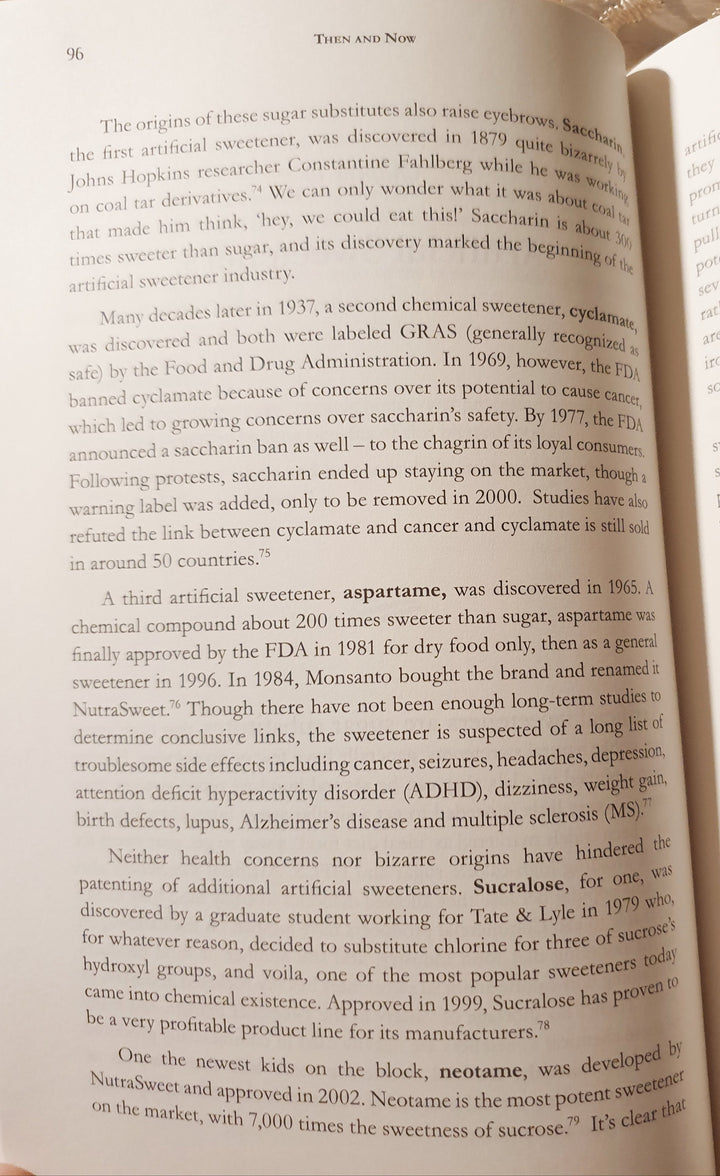 96
THEN AND NOW
The origins of these sugar substitutes also raise eyebrows. Saccharin,
the first artificial sweetener, was discovered in 1879 quite bizarrely by
Johns Hopkins researcher Constantine Fahlberg while he was working
on coal tar derivatives.74 We can only wonder what it was about coal tar
that made him think, ‘hey, we could eat this!’ Saccharin is about 300
times sweeter than sugar, and its discovery marked the beginning of the
artificial sweetener industry.
Many decades later in 1937, a second chemical sweetener, cyclamate,
was discovered and both were labeled GRAS (generally recognized as
safe) by the Food and Drug Administration. In 1969, however, the FDA
banned cyclamate because of concerns over its potential to cause cancer,
which led to growing concerns over saccharin’s safety. By 1977, the FDA
announced a saccharin ban as well – to the chagrin of its loyal consumers.
Following protests, saccharin ended up staying on the market, though a
warning label was added, only to be removed in 2000. Studies have also
refuted the link between cyclamate and cancer and cyclamate is still sold
in around 50 countries.75
A third artificial sweetener, aspartame, was discovered in 1965. A
chemical compound about 200 times sweeter than sugar, aspartame was
finally approved by the FDA in 1981 for dry food only, then as a general
sweetener in 1996. In 1984, Monsanto bought the brand and renamed it
NutraSweet.76 Though there have not been enough long-term studies to
determine conclusive links, the sweetener is suspected of a long list of
troublesome side effects including cancer, seizures, headaches, depression,
attention deficit hyperactivity disorder (ADHD), dizziness, weight gain,
birth defects, lupus, Alzheimer’s disease and multiple sclerosis (MS).77
Neither health concerns nor bizarre origins have hindered the
patenting of additional artificial sweeteners. Sucralose, for one, was
discovered by a graduate student working for Tate & Lyle in 1979 who,
for whatever reason, decided to substitute chlorine for three of sucrose’s
hydroxyl groups, and voila, one of the most popular sweeteners today
came into chemical existence. Approved in 1999, Sucralose has proven to
be a very profitable product line for its manufacturers.78
One the newest kids on the block, neotame, was developed by
NutraSweet and approved in 2002. Neotame is the most potent sweetener
on the market, with 7,000 times the sweetness of sucrose.79 It’s clear that